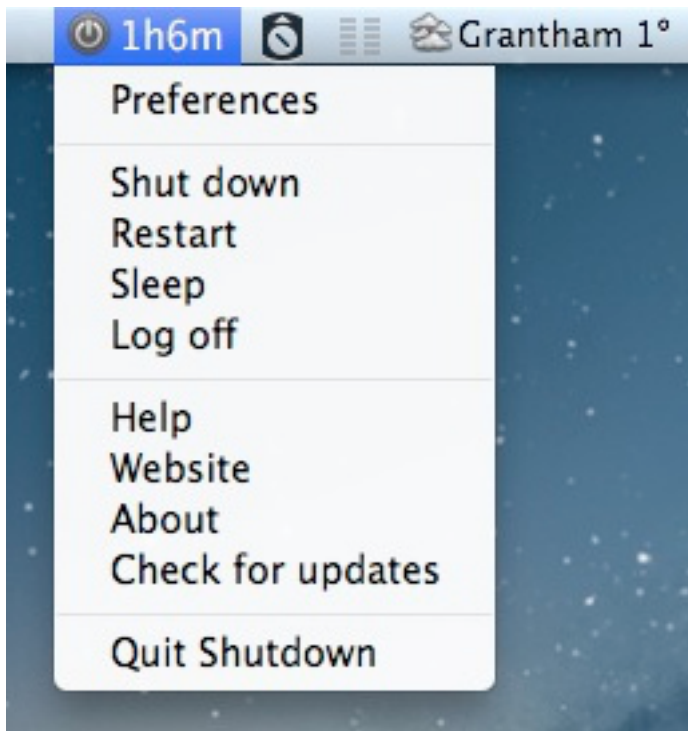 1h6m Grantham 1°
Preferences
Shut down
Restart
Sleep
Log off
Help
Website
About
Check for updates
Quit Shutdown